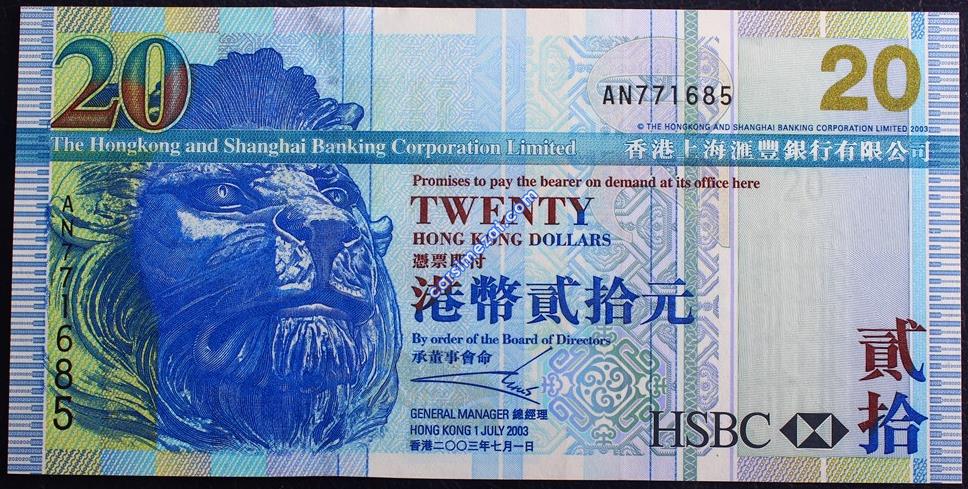 20
20
AN771685
© THE HONGKONG AND SHANGHAI BANKING CORPORATION LIMITED 2003
The Hongkong and Shanghai Banking Corporation Limited 香港上海滙豐銀行有限公司
Promises to pay the bearer on demand at its office here
TWENTY
HONG KONG DOLLARS
憑票即付
港幣貳拾元
By order of the Board of Directors
承董事會命
GENERAL MANAGER 總經理
HONG KONG 1 JULY 2003
香港二〇〇三年七月一日
AN771685
貳拾
HSBC
carsimezat.com